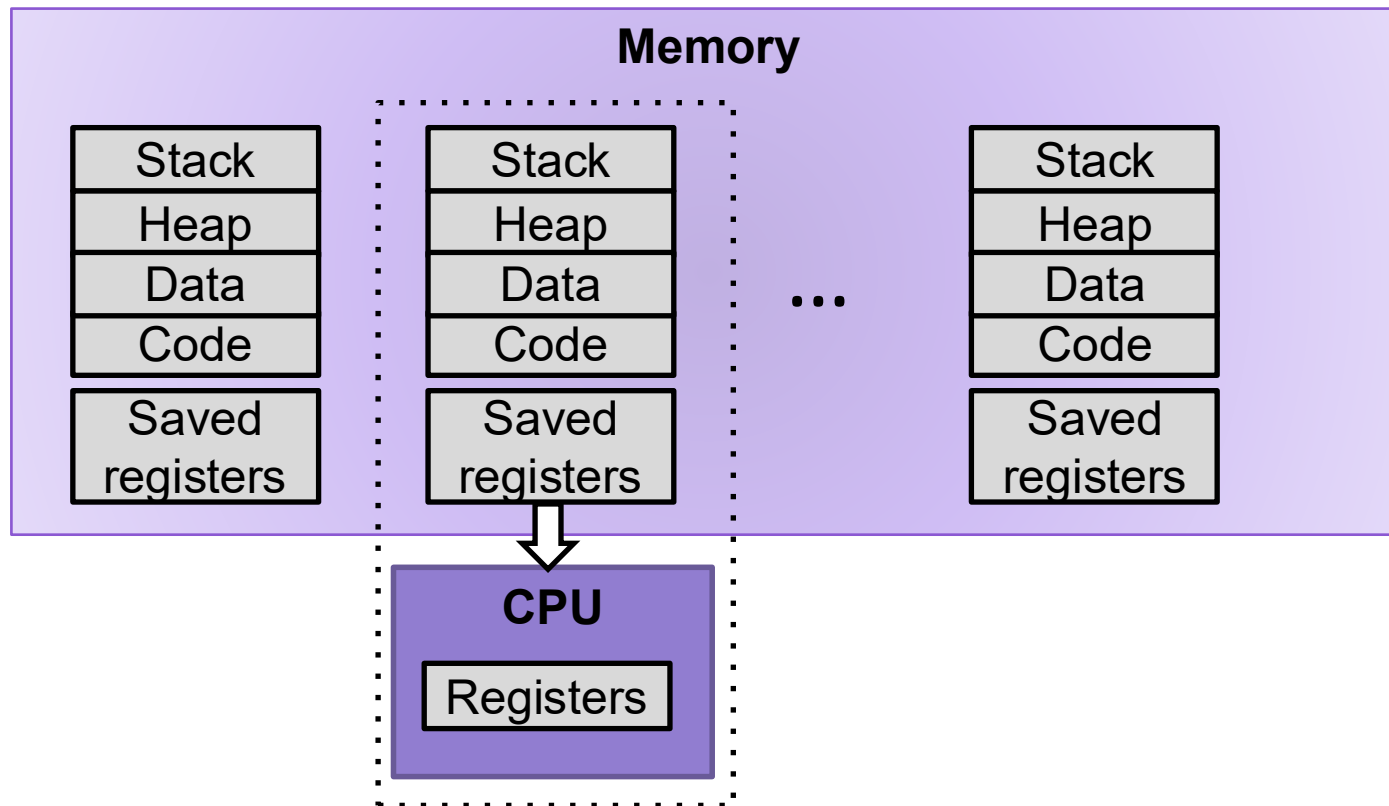 Memory
Stack
Heap
Data
Code
Saved
registers
Stack
Heap
Data
Code
Saved
registers
...
Stack
Heap
Data
Code
Saved
registers
CPU
Registers